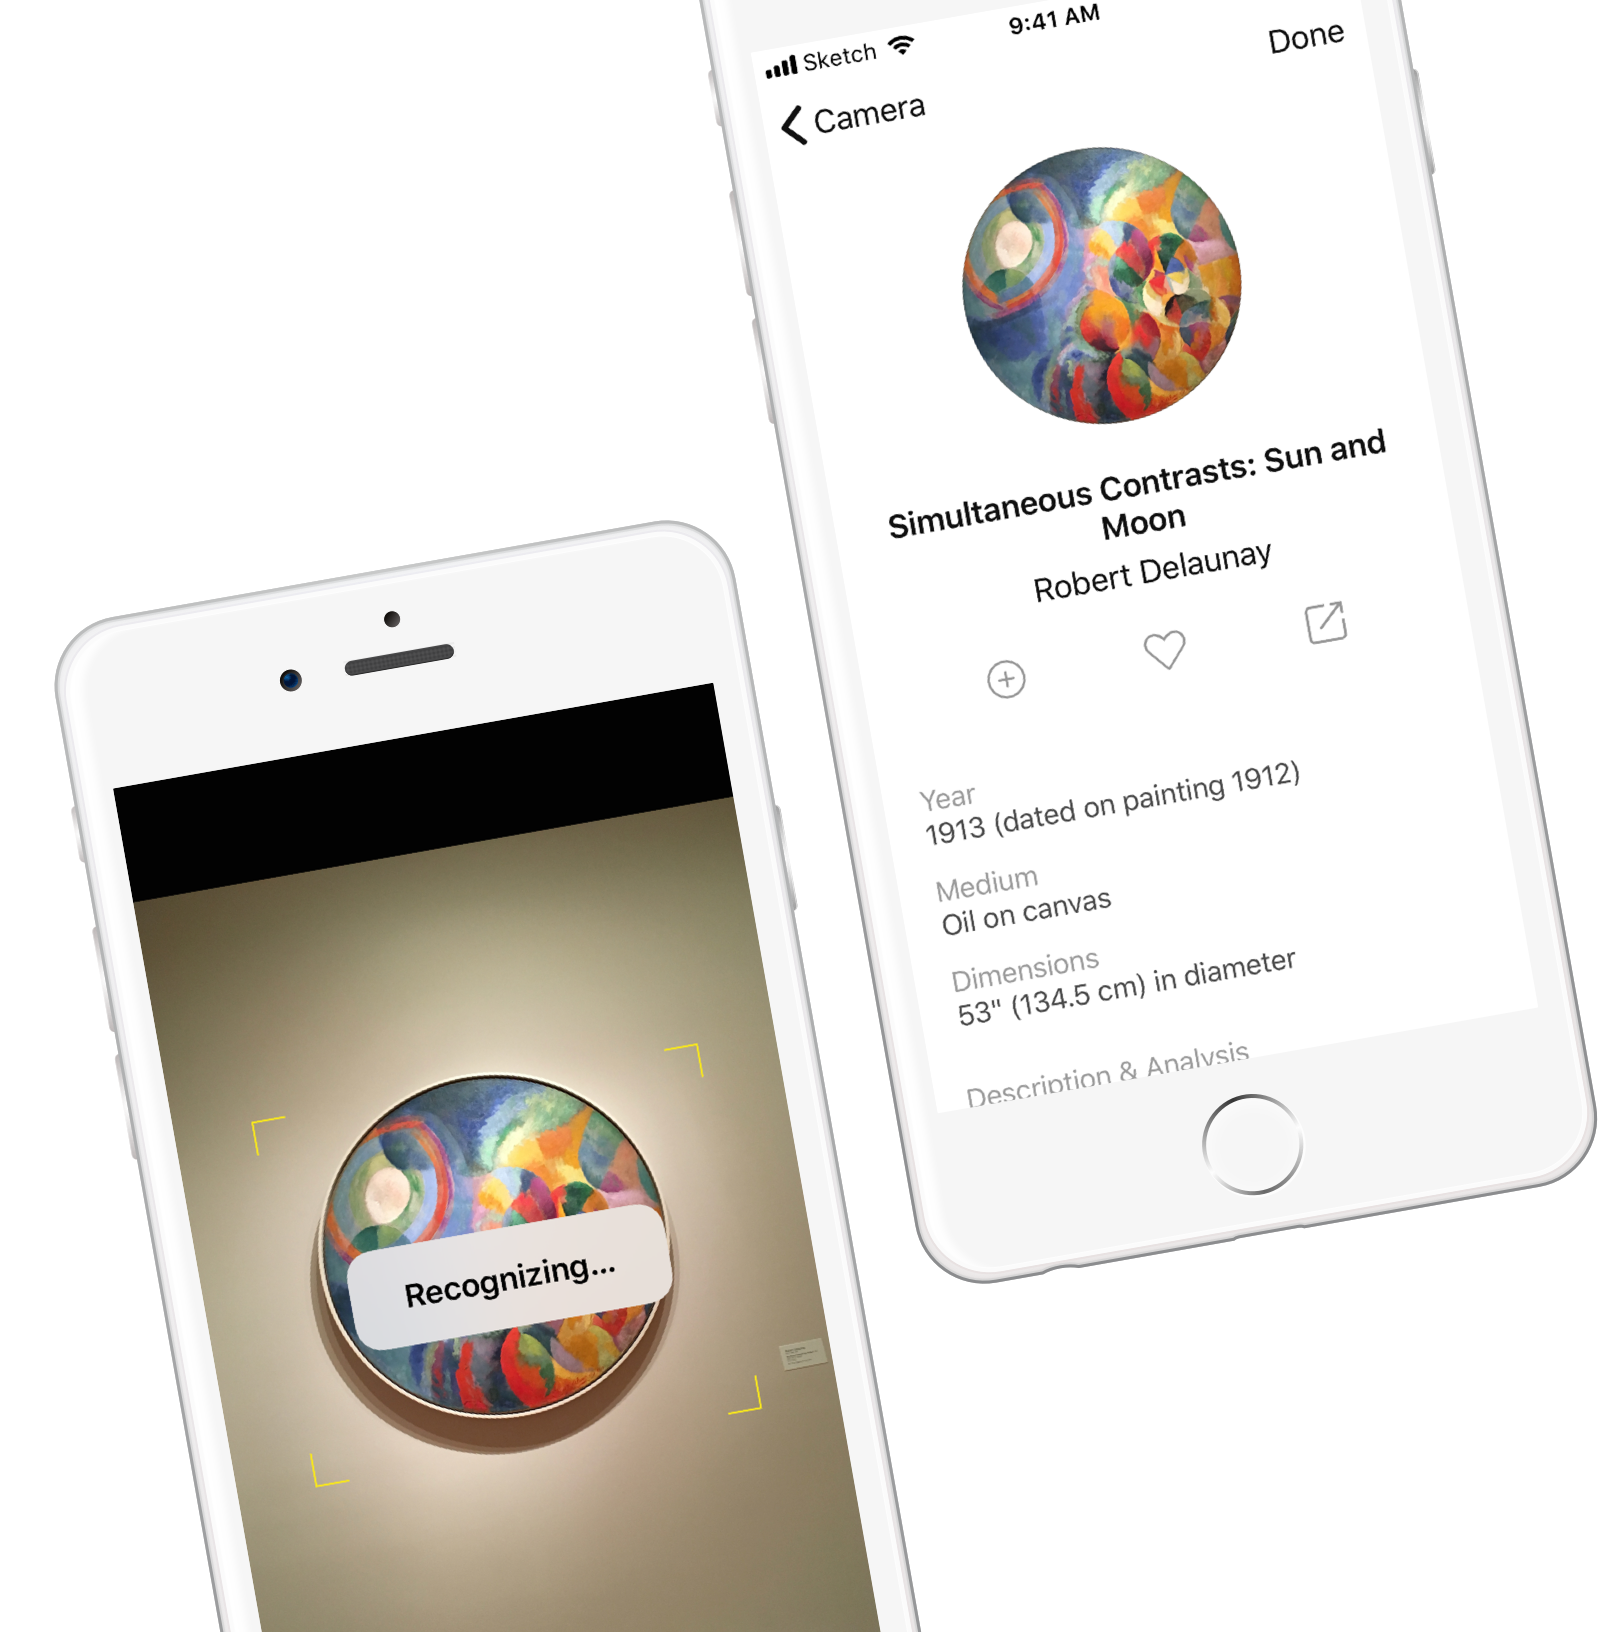 Sketch
9:41 AM
Camera
Done
Simultaneous Contrasts: Sun and
Moon
Robert Delaunay
Year
1913 (dated on painting 1912)
Medium
Oil on canvas
Dimensions
53" (134.5 cm) in diameter
Description & Analysis
Recognizing...